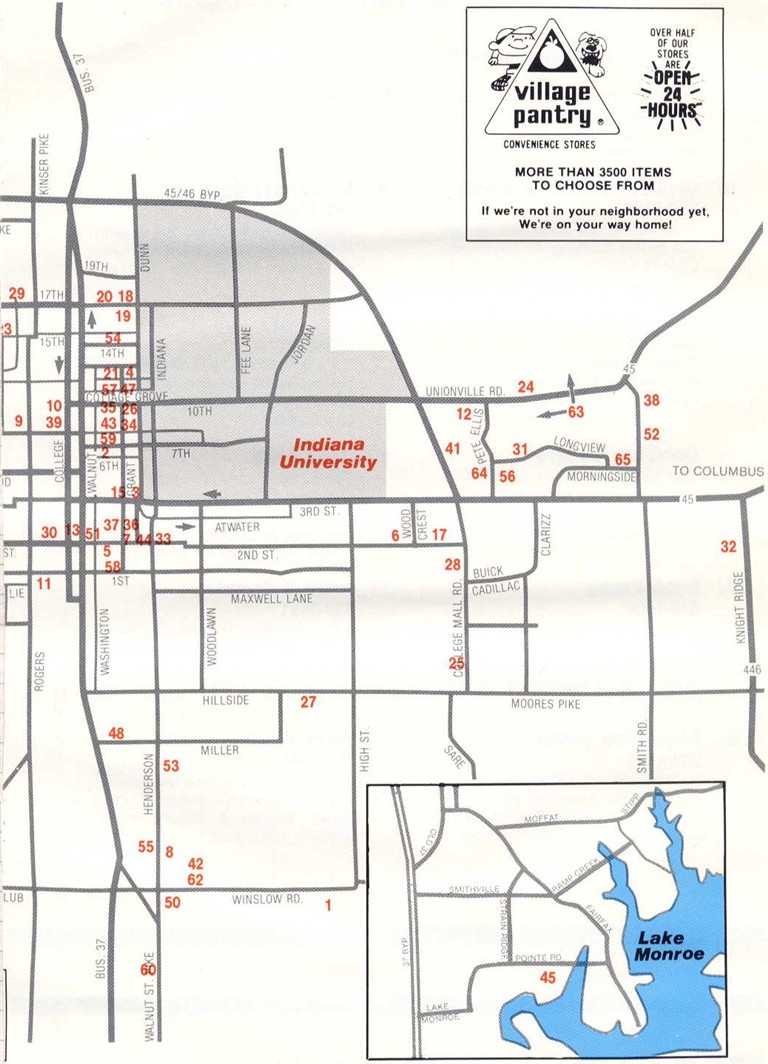 BUS. 37
village
pantry ®
CONVENIENCE STORES
OVER HALF
OF OUR
STORES
ARE
OPEN
24
HOURS
MORE THAN 3500 ITEMS
TO CHOOSE FROM
If we're not in your neighborhood yet,
We're on your way home!
KINSER PIKE
45/46 BYP.
KE
DUNN
19TH
29
17TH
20 18
19
15TH
54
14TH
INDIANA
FEE LANE
JORDAN
21 4
57 47
COTTAGE GROVE
10
35 26
10TH
9
39
43 34
59
2
6TH
7TH
COLLEGE
WALNUT
GRANT
Indiana
University
UNIONVILLE RD.
24
45
12
PETE ELLIS
63
38
41
31
LONGVIEW
52
64
56
65
MORNINGSIDE
TO COLUMBUS
15 3
3RD ST.
45
30
13
51
37 36
7 44 33
ATWATER
WOOD
CREST
6
17
CLARIZZ
32
ST.
5
2ND ST.
58
1ST
28
BUICK
CADILLAC
11
LIE
MAXWELL LANE
COLLEGE MALL RD.
KNIGHT RIDGE
ROGERS
WASHINGTON
WOODLAWN
25
446
HILLSIDE
27
MOORES PIKE
48
MILLER
HIGH ST.
SARE
SMITH RD.
53
HENDERSON
55
8
42
62
LUB
50
WINSLOW RD.
1
BUS. 37
60
WALNUT ST. PIKE
OLD 37
MOFFAT
STIPP
SMITHVILLE
RAMP CREEK
STRAIN RIDGE
FAIRFAX
37 BYP.
POINTE RD.
45
LAKE
MONROE
Lake
Monroe